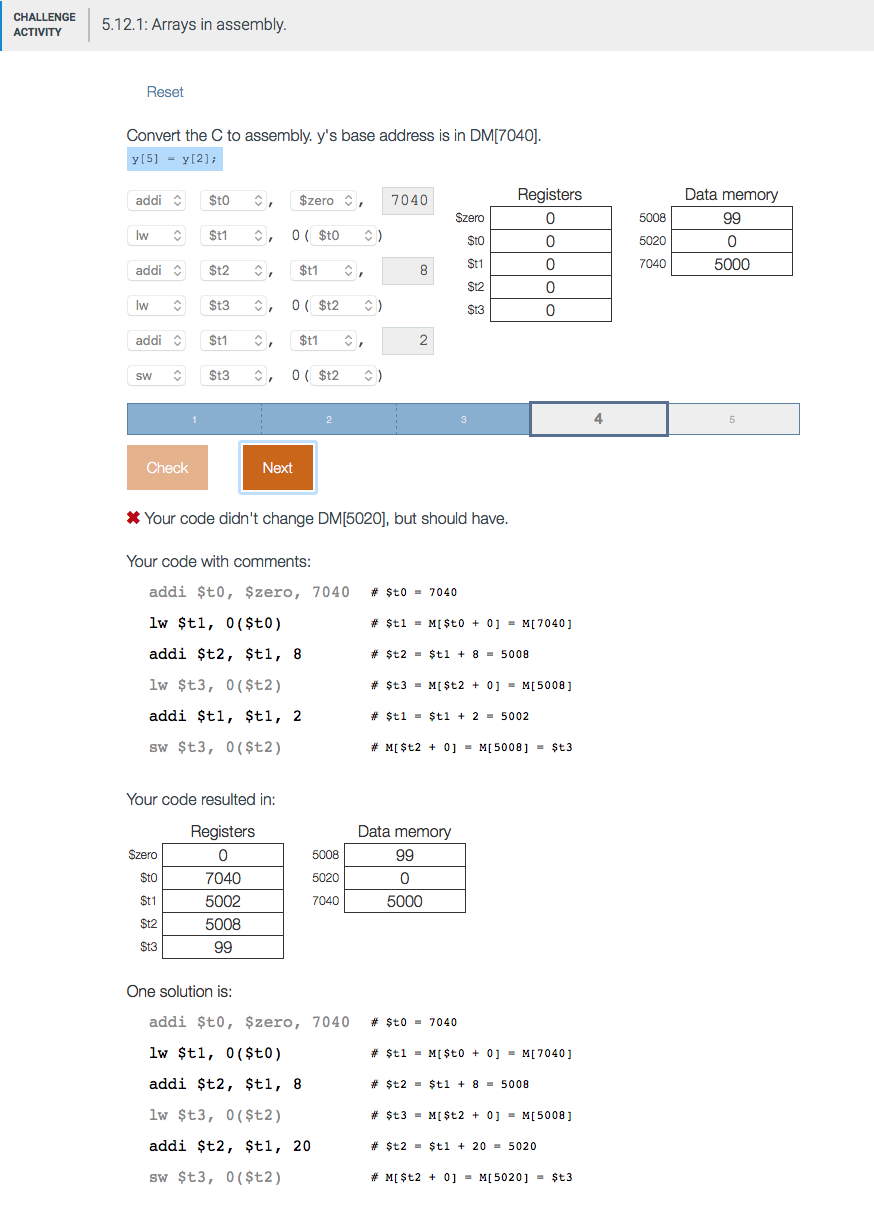 CHALLENGE
ACTIVITY
5.12.1: Arrays in assembly.
Reset
Convert the C to assembly. y's base address is in DM[7040].
y[5] = y[2];
addi $t0 , $zero , 7040
lw $t1 , 0 ( $t0 )
addi $t2 , $t1 , 8
lw $t3 , 0 ( $t2 )
addi $t1 , $t1 , 2
sw $t3 , 0 ( $t2 )
Registers
$zero 0
$t0 0
$t1 0
$t2 0
$t3 0
Data memory
5008 99
5020 0
7040 5000
1 2 3 4 5
Check Next
✖ Your code didn't change DM[5020], but should have.
Your code with comments:
addi $t0, $zero, 7040 # $t0 = 7040
lw $t1, 0($t0) # $t1 = M[$t0 + 0] = M[7040]
addi $t2, $t1, 8 # $t2 = $t1 + 8 = 5008
lw $t3, 0($t2) # $t3 = M[$t2 + 0] = M[5008]
addi $t1, $t1, 2 # $t1 = $t1 + 2 = 5002
sw $t3, 0($t2) # M[$t2 + 0] = M[5008] = $t3
Your code resulted in:
Registers
$zero 0
$t0 7040
$t1 5002
$t2 5008
$t3 99
Data memory
5008 99
5020 0
7040 5000
One solution is:
addi $t0, $zero, 7040 # $t0 = 7040
lw $t1, 0($t0) # $t1 = M[$t0 + 0] = M[7040]
addi $t2, $t1, 8 # $t2 = $t1 + 8 = 5008
lw $t3, 0($t2) # $t3 = M[$t2 + 0] = M[5008]
addi $t2, $t1, 20 # $t2 = $t1 + 20 = 5020
sw $t3, 0($t2) # M[$t2 + 0] = M[5020] = $t3